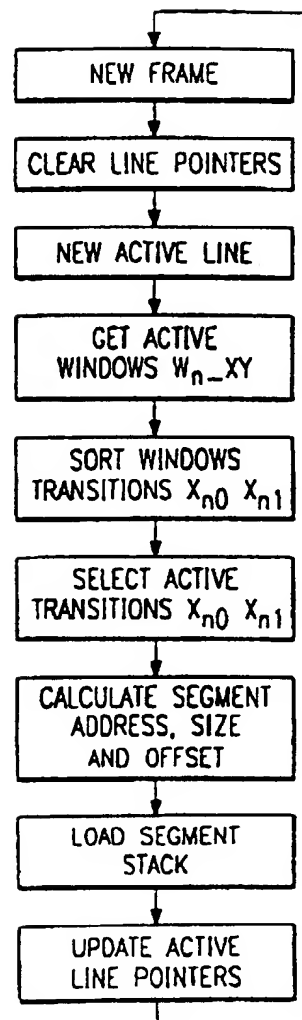 NEW FRAME
CLEAR LINE POINTERS
NEW ACTIVE LINE
GET ACTIVE
WINDOWS Wn_XY
SORT WINDOWS
TRANSITIONS Xn0 Xn1
SELECT ACTIVE
TRANSITIONS Xn0 Xn1
CALCULATE SEGMENT
ADDRESS, SIZE
AND OFFSET
LOAD SEGMENT
STACK
UPDATE ACTIVE
LINE POINTERS